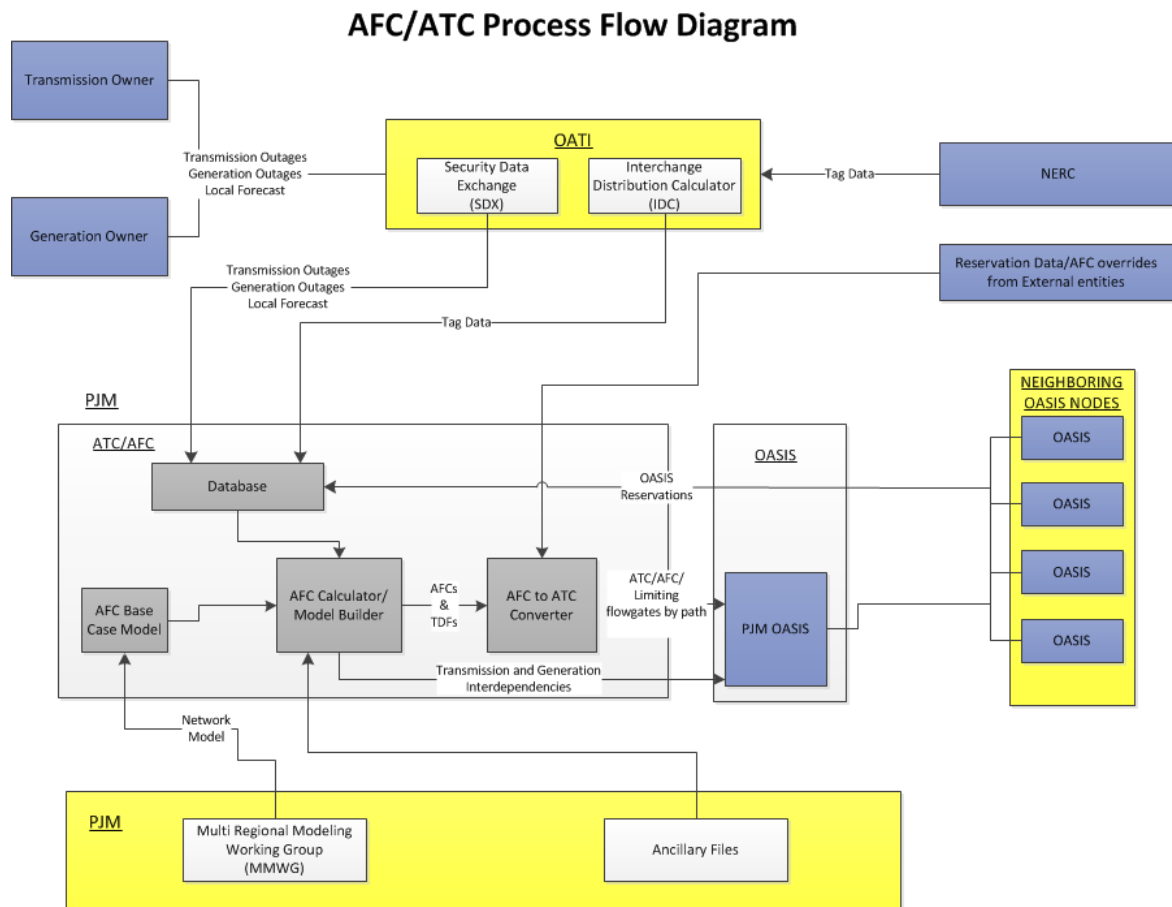 AFC/ATC Process Flow Diagram
Transmission Owner
Transmission Outages
Generation Outages
Local Forecast
Generation Owner
OATI
Security Data
Exchange
(SDX)
Interchange
Distribution Calculator
(IDC)
Tag Data
NERC
Reservation Data/AFC overrides
from External entities
Transmission Outages
Generation Outages
Local Forecast
Tag Data
PJM
ATC/AFC
Database
OASIS
Reservations
OASIS
NEIGHBORING
OASIS NODES
OASIS
OASIS
OASIS
OASIS
AFC Base
Case Model
AFC Calculator/
Model Builder
AFCs
&
TDFs
AFC to ATC
Converter
ATC/AFC/
Limiting
flowgates by path
PJM OASIS
Transmission and Generation
Interdependencies
Network
Model
PJM
Multi Regional Modeling
Working Group
(MMWG)
Ancillary Files